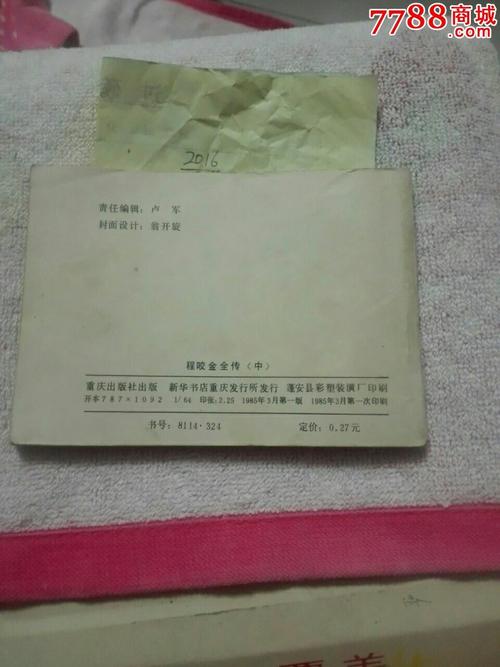 7788商城
2016
责任编辑：卢 军
封面设计：翁开旋
程咬金全传（中）
重庆出版社出版 新华书店重庆发行所发行 蓬安县彩塑装潢厂印刷
开本787×1092 1/64 印张：2.25 1985年3月第一版 1985年3月第一次印刷
书号：8114·324 定价：0.27元